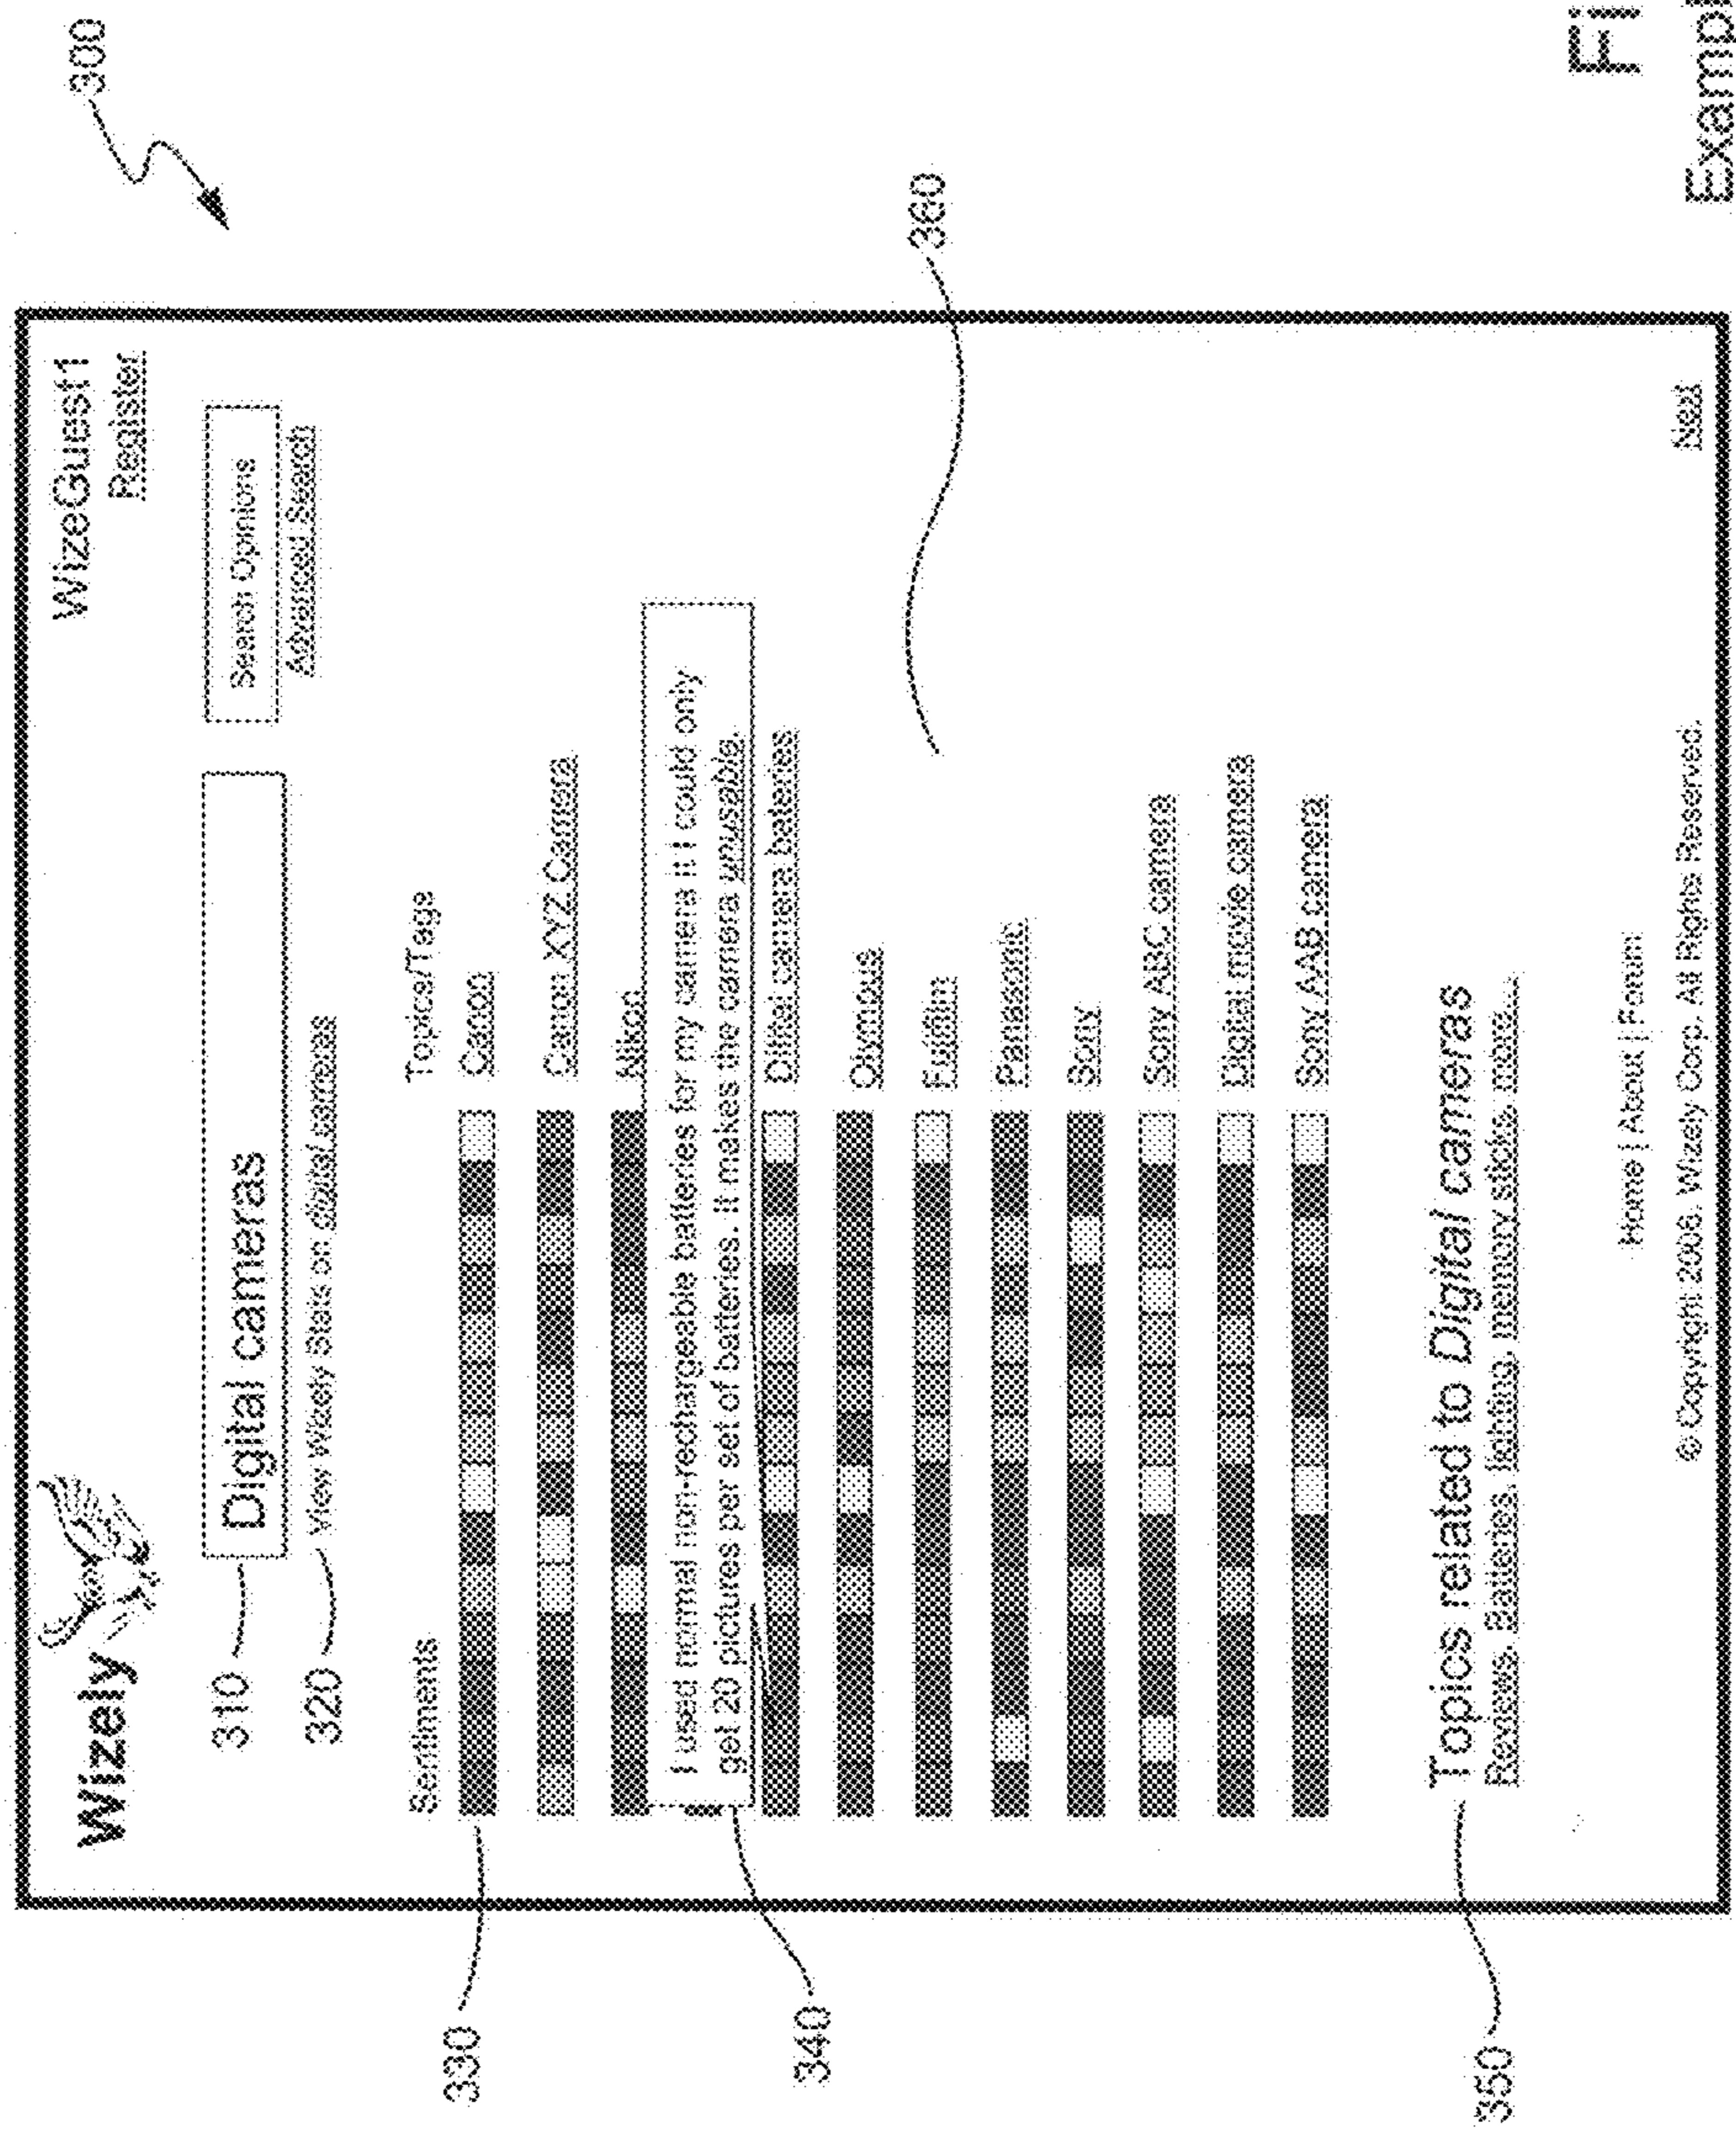 300
Wizely
WizeGuest1
Register
310
Digital cameras
Search Opinions
Advanced Search
320
View Wizely Stats on digital cameras
Sentiments
Topics/Tags
330
Canon
Canon XYZ Camera
Nikon
I used normal non-rechargeable batteries for my camera it I could only
get 20 pictures per set of batteries. It makes the camera unusable.
340
camera
360
Fujifilm
Panasonic
Sony
Sony ABC camera
Digital movie camera
Sony AAB camera
350
Topics related to Digital cameras
Reviews, Batteries, lighting, memory sticks, more...
Home | About | Forum
© Copyright 2008. Wizely Corp. All Rights Reserved.
Next
Fi
Exampl